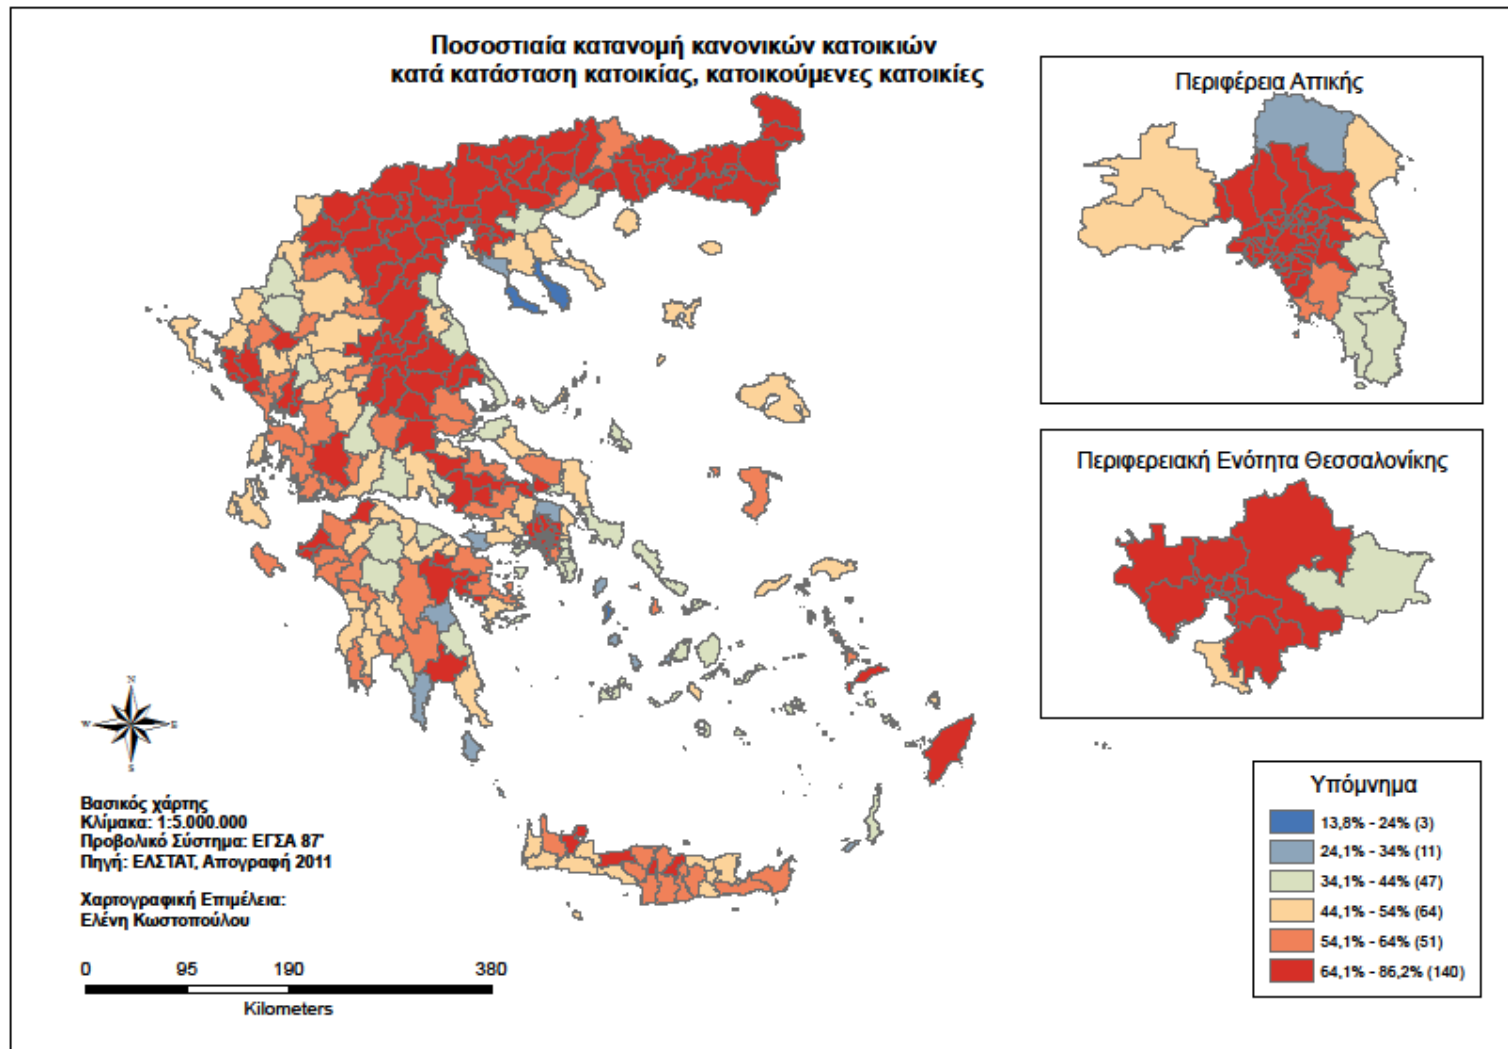 Ποσοστιαία κατανομή κανονικών κατοικιών
κατά κατάσταση κατοικίας, κατοικούμενες κατοικίες
Περιφέρεια Αττικής
Περιφερειακή Ενότητα Θεσσαλονίκης
N
W
E
S
Βασικός χάρτης
Κλίμακα: 1:5.000.000
Προβολικό Σύστημα: ΕΓΣΑ 87'
Πηγή: ΕΛΣΤΑΤ, Απογραφή 2011
Χαρτογραφική Επιμέλεια:
Ελένη Κωστοπούλου
0 95 190 380
Kilometers
Υπόμνημα
13,8% - 24% (3)
24,1% - 34% (11)
34,1% - 44% (47)
44,1% - 54% (64)
54,1% - 64% (51)
64,1% - 86,2% (140)